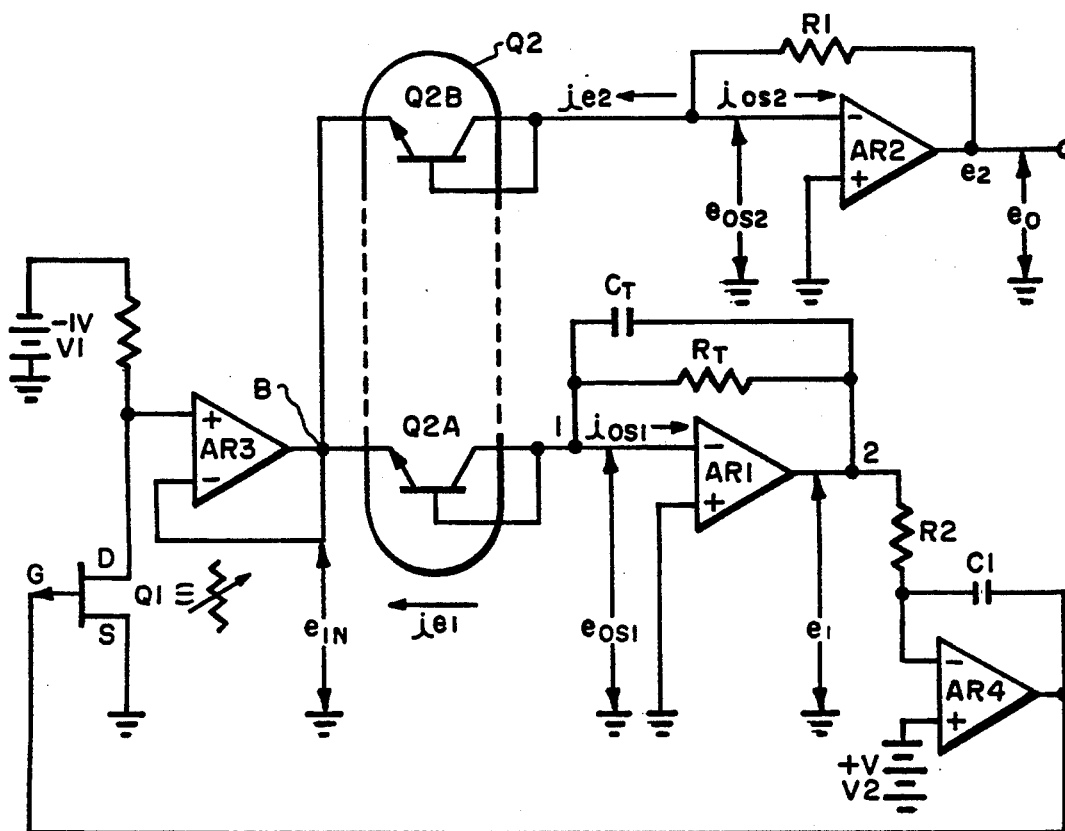 R1
Q2
Q2B
ie2
ios2
−
AR2
+
e2
eOS2
eo
CT
−1V
V1
RT
B
Q2A
1
iOS1
2
+
AR3
−
−
AR1
+
R2
G
D
Q1 ≡
S
C1
eIN
ie1
eOS1
e1
−
AR4
+
+V
V2